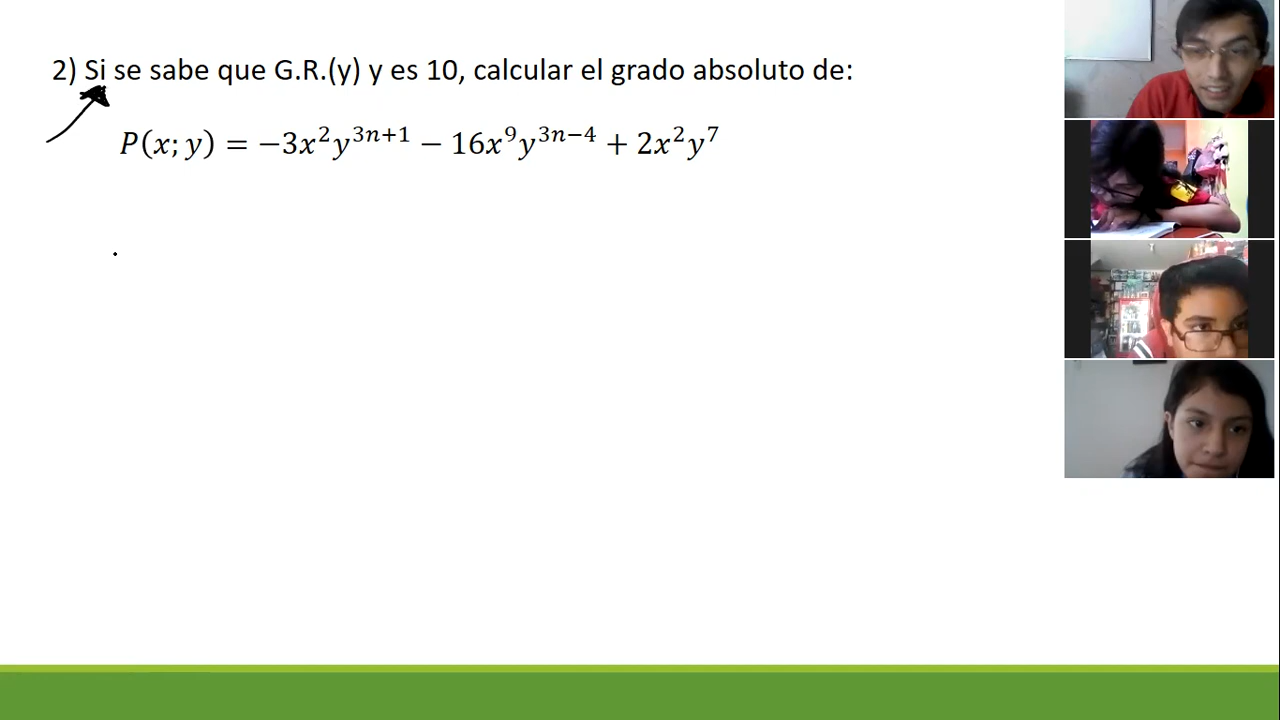 2) Si se sabe que G.R.(y) y es 10, calcular el grado absoluto de:
P(x; y) = −3x²y³ⁿ⁺¹ − 16x⁹y³ⁿ⁻⁴ + 2x²y⁷